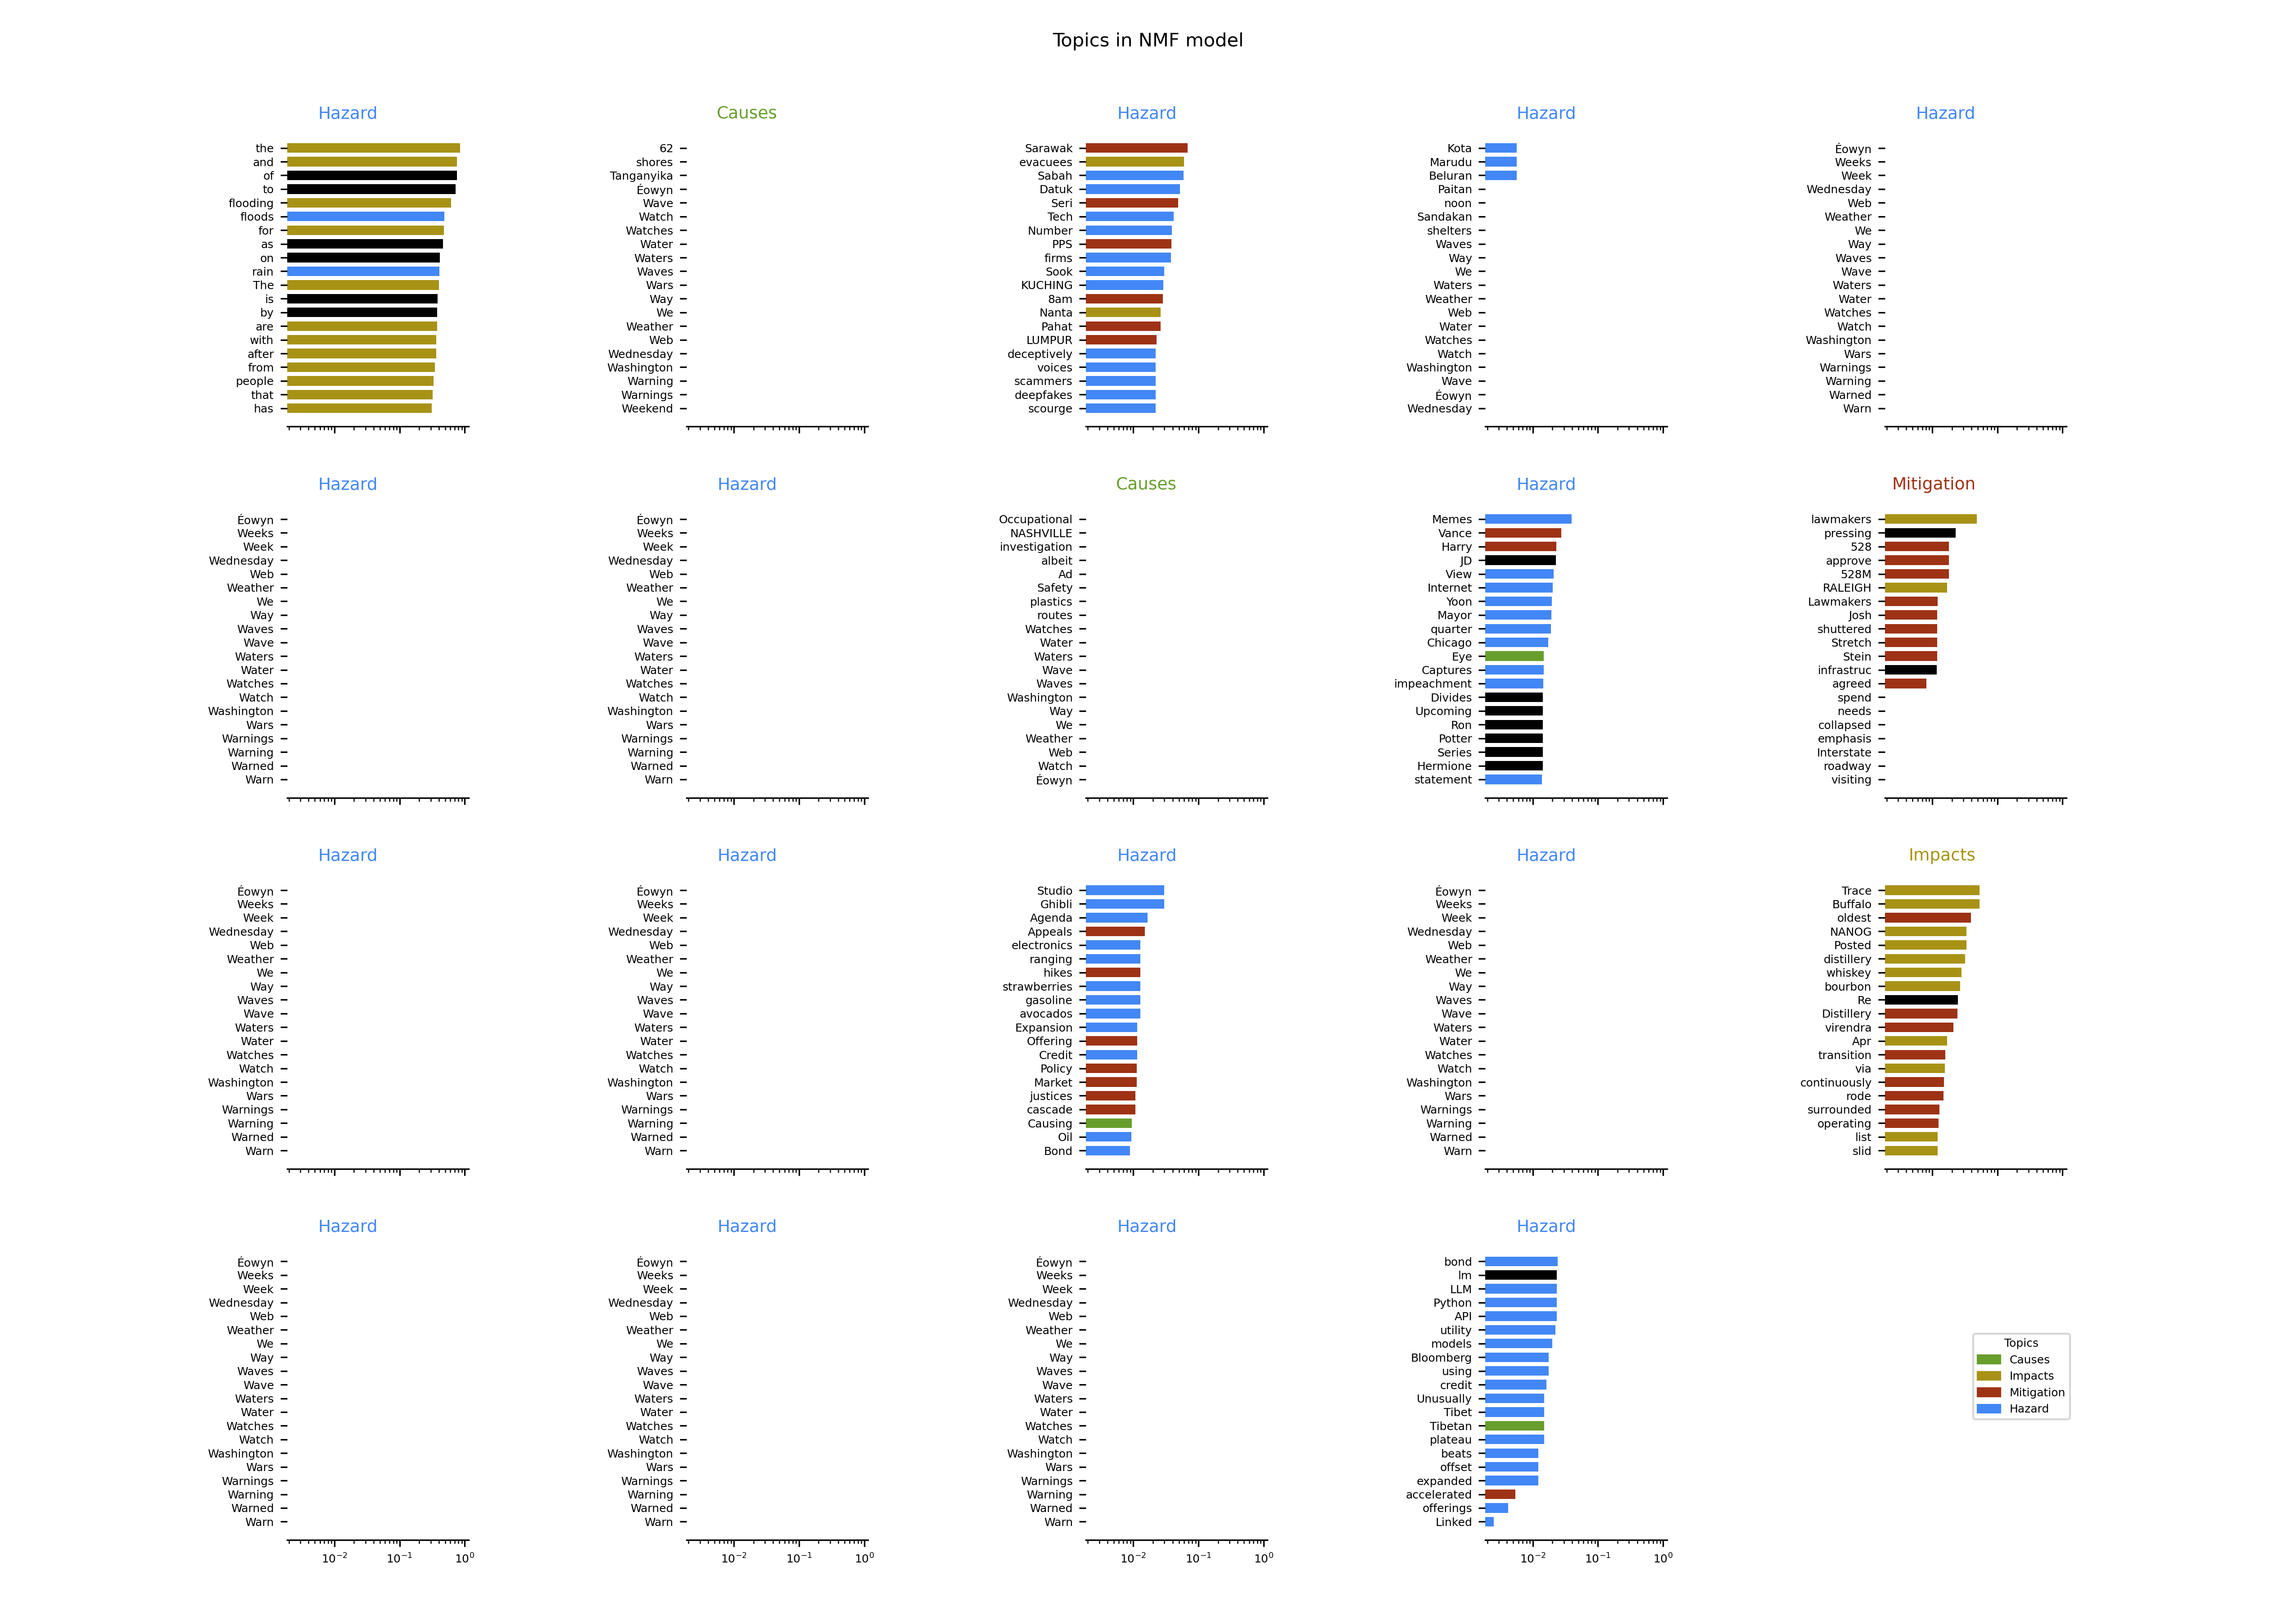 Topics in NMF model
Hazard
the
and
of
to
flooding
floods
for
as
on
rain
The
is
by
are
with
after
from
people
that
has
Causes
62
shores
Tanganyika
Éowyn
Wave
Watch
Watches
Water
Waters
Waves
Wars
Way
We
Weather
Web
Wednesday
Washington
Warning
Warnings
Weekend
Hazard
Sarawak
evacuees
Sabah
Datuk
Seri
Tech
Number
PPS
firms
Sook
KUCHING
8am
Nanta
Pahat
LUMPUR
deceptively
voices
scammers
deepfakes
scourge
Hazard
Kota
Marudu
Beluran
Paitan
noon
Sandakan
shelters
Waves
Way
We
Waters
Weather
Web
Water
Watches
Watch
Washington
Wave
Éowyn
Wednesday
Hazard
Éowyn
Weeks
Week
Wednesday
Web
Weather
We
Way
Waves
Wave
Waters
Water
Watches
Watch
Washington
Wars
Warnings
Warning
Warned
Warn
Hazard
Éowyn
Weeks
Week
Wednesday
Web
Weather
We
Way
Waves
Wave
Waters
Water
Watches
Watch
Washington
Wars
Warnings
Warning
Warned
Warn
Hazard
Éowyn
Weeks
Week
Wednesday
Web
Weather
We
Way
Waves
Wave
Waters
Water
Watches
Watch
Washington
Wars
Warnings
Warning
Warned
Warn
Causes
Occupational
NASHVILLE
investigation
albeit
Ad
Safety
plastics
routes
Watches
Water
Waters
Wave
Waves
Washington
Way
We
Weather
Web
Watch
Éowyn
Hazard
Memes
Vance
Harry
JD
View
Internet
Yoon
Mayor
quarter
Chicago
Eye
Captures
impeachment
Divides
Upcoming
Ron
Potter
Series
Hermione
statement
Mitigation
lawmakers
pressing
528
approve
528M
RALEIGH
Lawmakers
Josh
shuttered
Stretch
Stein
infrastruc
agreed
spend
needs
collapsed
emphasis
Interstate
roadway
visiting
Hazard
Éowyn
Weeks
Week
Wednesday
Web
Weather
We
Way
Waves
Wave
Waters
Water
Watches
Watch
Washington
Wars
Warnings
Warning
Warned
Warn
Hazard
Éowyn
Weeks
Week
Wednesday
Web
Weather
We
Way
Waves
Wave
Waters
Water
Watches
Watch
Washington
Wars
Warnings
Warning
Warned
Warn
Hazard
Studio
Ghibli
Agenda
Appeals
electronics
ranging
hikes
strawberries
gasoline
avocados
Expansion
Offering
Credit
Policy
Market
justices
cascade
Causing
Oil
Bond
Hazard
Éowyn
Weeks
Week
Wednesday
Web
Weather
We
Way
Waves
Wave
Waters
Water
Watches
Watch
Washington
Wars
Warnings
Warning
Warned
Warn
Impacts
Trace
Buffalo
oldest
NANOG
Posted
distillery
whiskey
bourbon
Re
Distillery
virendra
Apr
transition
via
continuously
rode
surrounded
operating
list
slid
Hazard
Éowyn
Weeks
Week
Wednesday
Web
Weather
We
Way
Waves
Wave
Waters
Water
Watches
Watch
Washington
Wars
Warnings
Warning
Warned
Warn
10⁻² 10⁻¹ 10⁰
Hazard
Éowyn
Weeks
Week
Wednesday
Web
Weather
We
Way
Waves
Wave
Waters
Water
Watches
Watch
Washington
Wars
Warnings
Warning
Warned
Warn
10⁻² 10⁻¹ 10⁰
Hazard
Éowyn
Weeks
Week
Wednesday
Web
Weather
We
Way
Waves
Wave
Waters
Water
Watches
Watch
Washington
Wars
Warnings
Warning
Warned
Warn
10⁻² 10⁻¹ 10⁰
Hazard
bond
lm
LLM
Python
API
utility
models
Bloomberg
using
credit
Unusually
Tibet
Tibetan
plateau
beats
offset
expanded
accelerated
offerings
Linked
10⁻² 10⁻¹ 10⁰
Topics
Causes
Impacts
Mitigation
Hazard